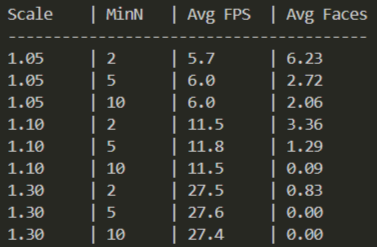 Scale | MinN | Avg FPS | Avg Faces
----------------------------------------
1.05 | 2 | 5.7 | 6.23
1.05 | 5 | 6.0 | 2.72
1.05 | 10 | 6.0 | 2.06
1.10 | 2 | 11.5 | 3.36
1.10 | 5 | 11.8 | 1.29
1.10 | 10 | 11.5 | 0.09
1.30 | 2 | 27.5 | 0.83
1.30 | 5 | 27.6 | 0.00
1.30 | 10 | 27.4 | 0.00